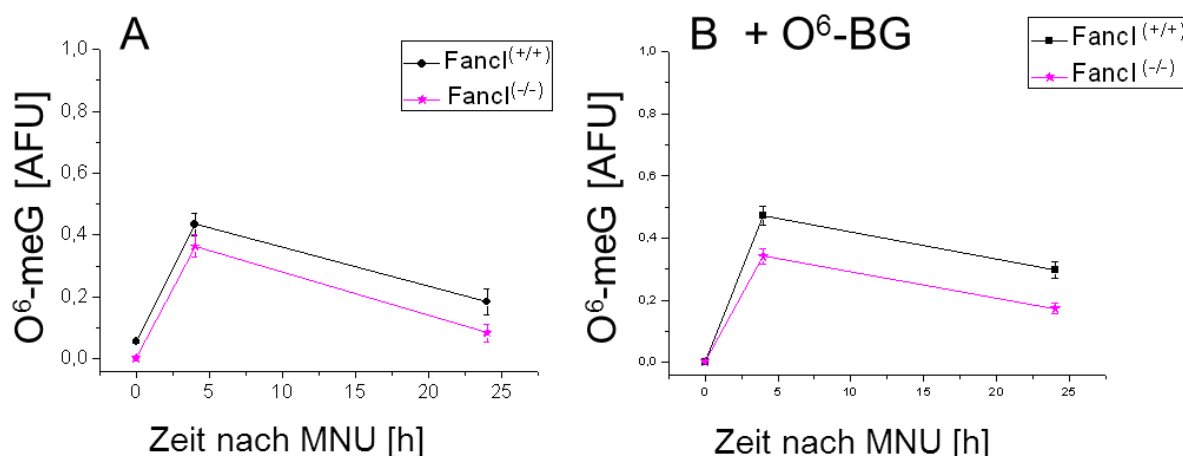 A
Fancl(+/+)
Fancl(-/-)
O⁶-meG [AFU]
1,0
0,8
0,6
0,4
0,2
0,0
0 5 10 15 20 25
Zeit nach MNU [h]
B + O⁶-BG
Fancl(+/+)
Fancl(-/-)
O⁶-meG [AFU]
1,0
0,8
0,6
0,4
0,2
0,0
0 5 10 15 20 25
Zeit nach MNU [h]